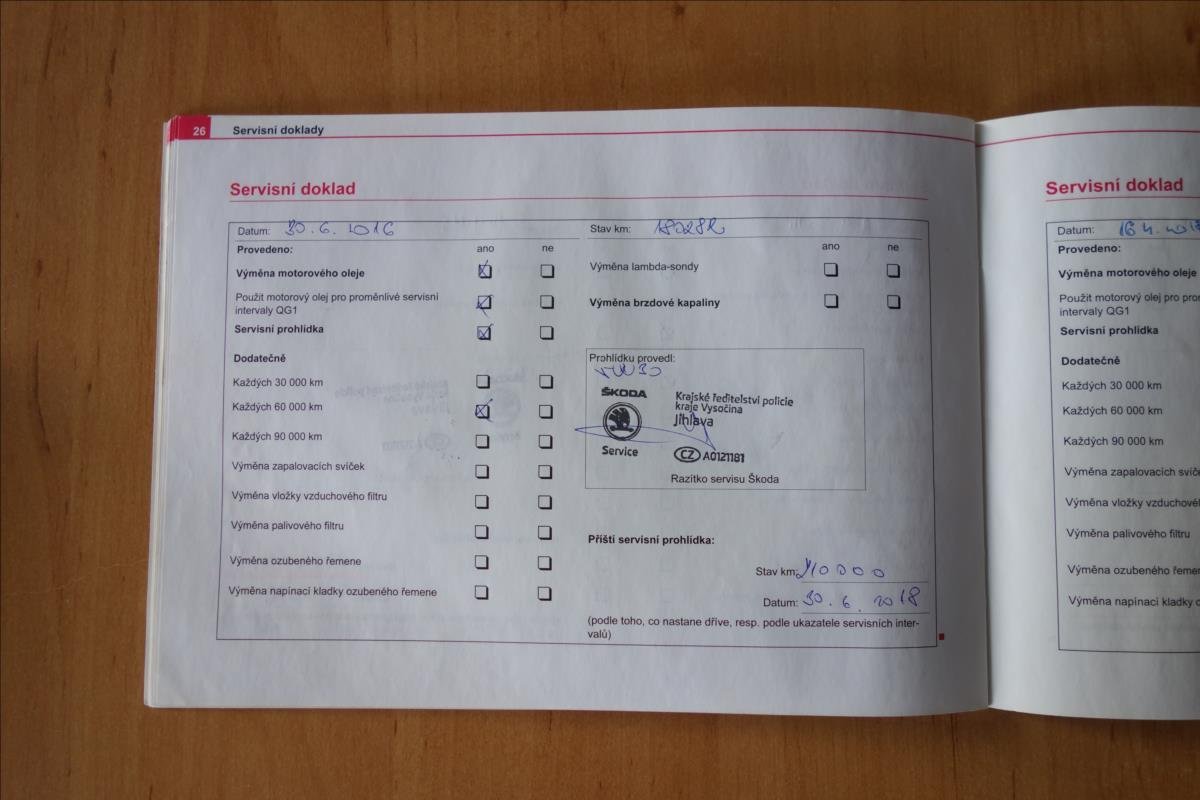 26 Servisní doklady
Servisní doklad
Datum: 30.6.2016
Stav km: 180282
Provedeno: ano ne
ano ne
Výměna motorového oleje
Výměna lambda-sondy
Použit motorový olej pro proměnlivé servisní
intervaly QG1
Výměna brzdové kapaliny
Servisní prohlídka
Dodatečně
Každých 30 000 km
Každých 60 000 km
Každých 90 000 km
Výměna zapalovacích svíček
Výměna vložky vzduchového filtru
Výměna palivového filtru
Výměna ozubeného řemene
Výměna napínací kladky ozubeného řemene
Prohlídku provedl:
ŠKODA
Service
Krajské ředitelství policie
kraje Vysočina
Jihlava
CZ A0121181
Razítko servisu Škoda
Příští servisní prohlídka:
Stav km: 210000
Datum: 30.6.2018
(podle toho, co nastane dříve, resp. podle ukazatele servisních inter-
valů)
Servisní doklad
Datum: 16 4. 2018
Provedeno:
Výměna motorového oleje
Použit motorový olej pro
intervaly QG1
Servisní prohlídka
Dodatečně
Každých 30 000 km
Každých 60 000 km
Každých 90 000 km
Výměna zapalovacích
Výměna vložky
Výměna palivového filtru
Výměna ozubeného
Výměna napínací kladky